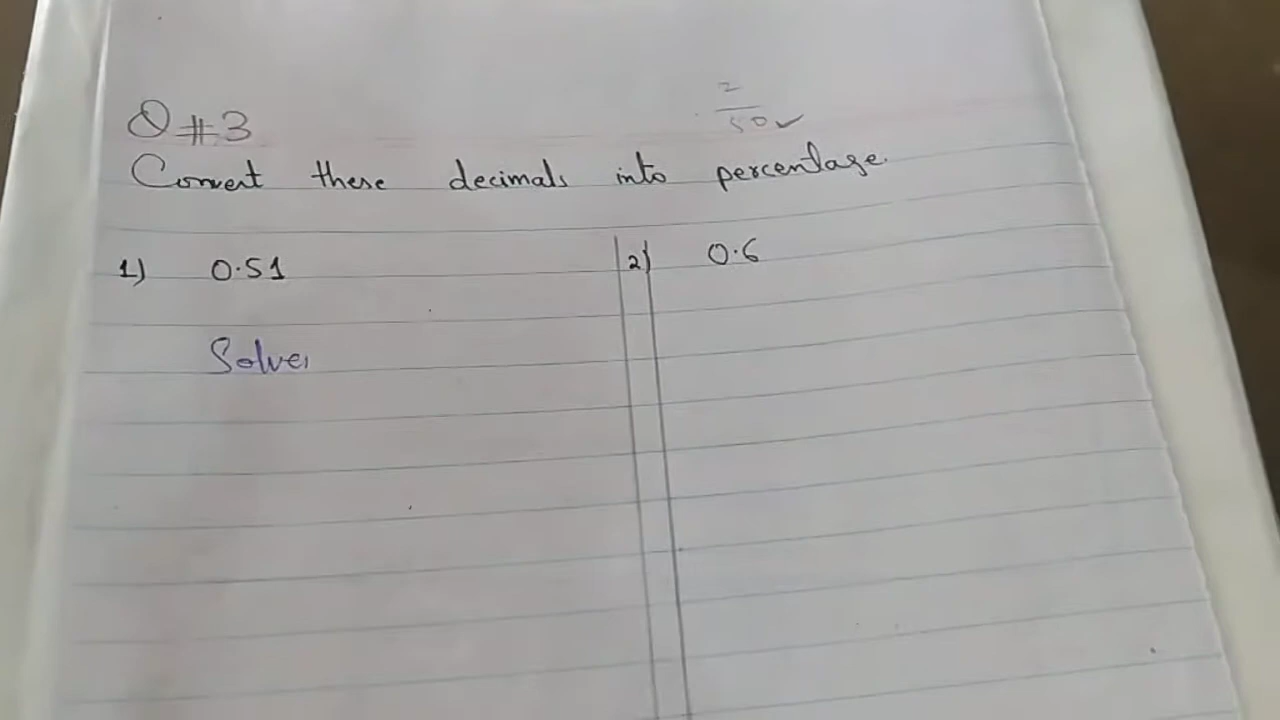 Q#3
Convert these decimals into percentage.
1) 0.51
2) 0.6
Solve